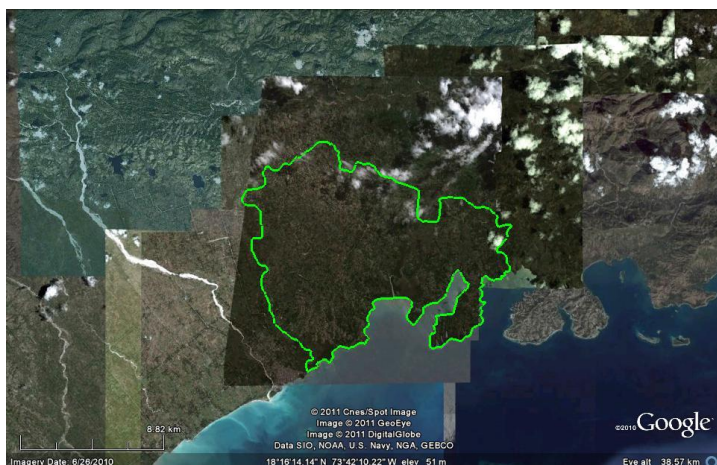 © 2011 Cnes/Spot Image
Image © 2011 GeoEye
Image © 2011 DigitalGlobe
Data SIO, NOAA, U.S. Navy, NGA, GEBCO
©2010 Google
8.82 km
Imagery Date: 6/26/2010 18°16'14.14" N 73°42'10.22" W elev 51 m Eye alt 38.57 km